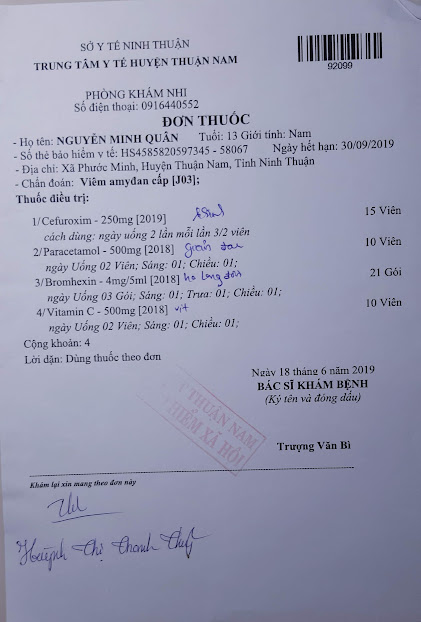 SỞ Y TẾ NINH THUẬN
TRUNG TÂM Y TẾ HUYỆN THUẬN NAM
92099
PHÒNG KHÁM NHI
Số điện thoại: 0916440552
ĐƠN THUỐC
- Họ tên: NGUYỄN MINH QUÂN Tuổi: 13 Giới tính: Nam
- Số thẻ bảo hiểm y tế: HS4585820597345 - 58067 Ngày hết hạn: 30/09/2019
- Địa chỉ: Xã Phước Minh, Huyện Thuận Nam, Tỉnh Ninh Thuận
- Chẩn đoán: Viêm amyđan cấp [J03];
Thuốc điều trị:
1/Cefuroxim - 250mg [2019] 15 Viên
cách dùng: ngày uống 2 lần mỗi lần 3/2 viên
2/Paracetamol - 500mg [2018] giảm đau 10 Viên
ngày Uống 02 Viên; Sáng: 01; Chiều: 01;
3/Bromhexin - 4mg/5ml [2018] ho long đờm 21 Gói
ngày Uống 03 Gói; Sáng: 01; Trưa: 01; Chiều: 01;
4/Vitamin C - 500mg [2018] vit 10 Viên
ngày Uống 02 Viên; Sáng: 01; Chiều: 01;
Cộng khoản: 4
Lời dặn: Dùng thuốc theo đơn
Ngày 18 tháng 6 năm 2019
BÁC SĨ KHÁM BỆNH
(Ký tên và đóng dấu)
THUẬN NAM
HIỂM XÃ HỘI
Trượng Văn Bì
Khám lại xin mang theo đơn này
Huỳnh Thị Thanh Thuý